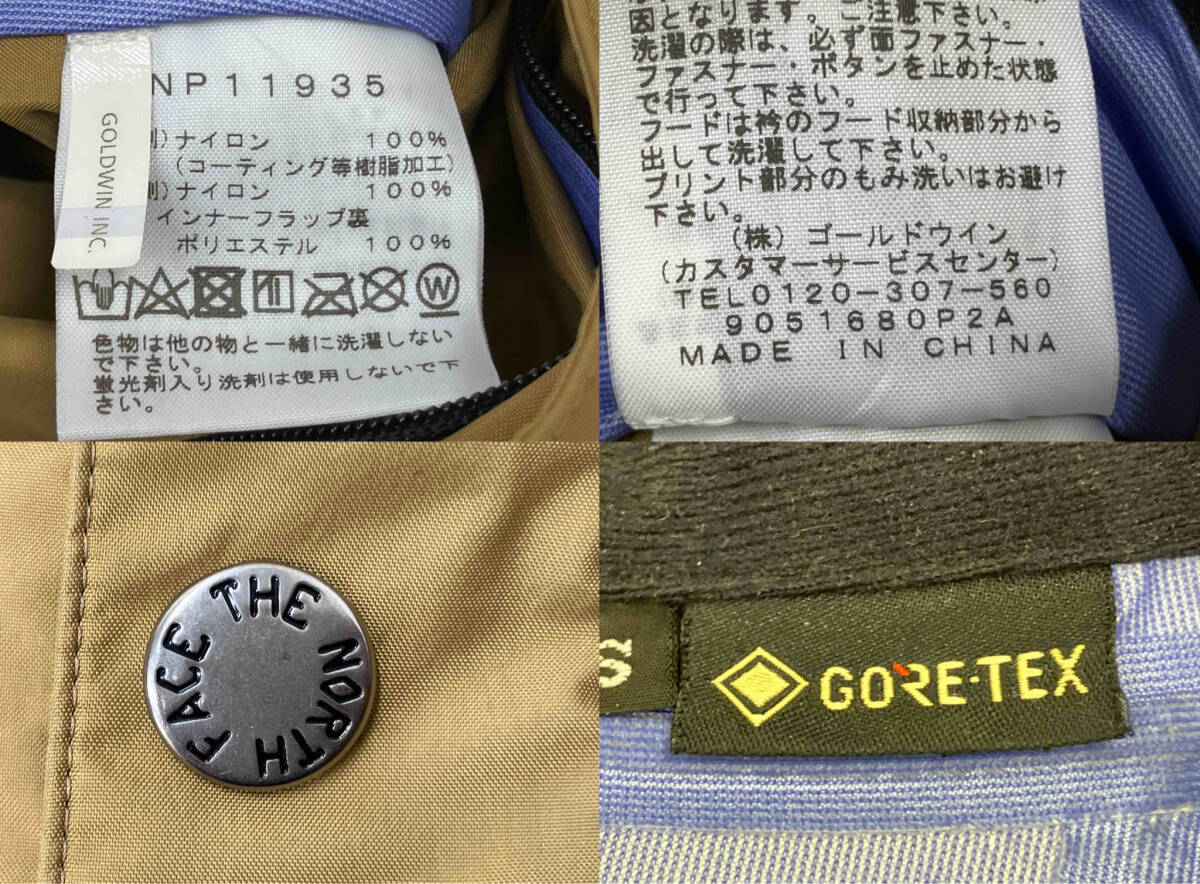 NP11935
GOLDWIN INC.
ナイロン 100%
(コーティング等樹脂加工)
ナイロン 100%
インナーフラップ裏
ポリエステル 100%
W
色物は他の物と一緒に洗濯しない
で下さい。
蛍光剤入り洗剤は使用しないで下
さい。
因となります。ご注意下さい。
洗濯の際は、必ず面ファスナー・
ファスナー・ボタンを止めた状態
で行って下さい。
フードは衿のフード収納部分から
出して洗濯して下さい。
プリント部分のもみ洗いはお避け
下さい。
(株)ゴールドウイン
(カスタマーサービスセンター)
TEL0120-307-560
9051680P2A
MADE IN CHINA
THE NORTH FACE
S
GORE-TEX